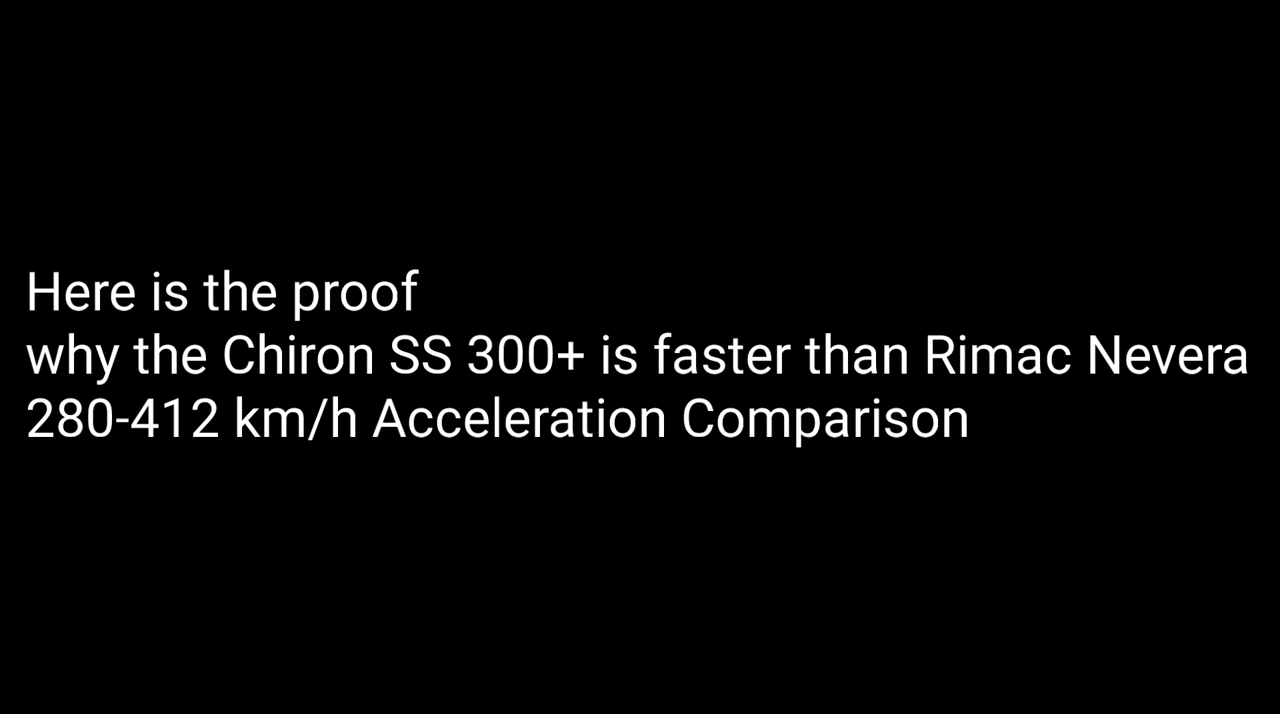 Here is the proof
why the Chiron SS 300+ is faster than Rimac Nevera
280-412 km/h Acceleration Comparison